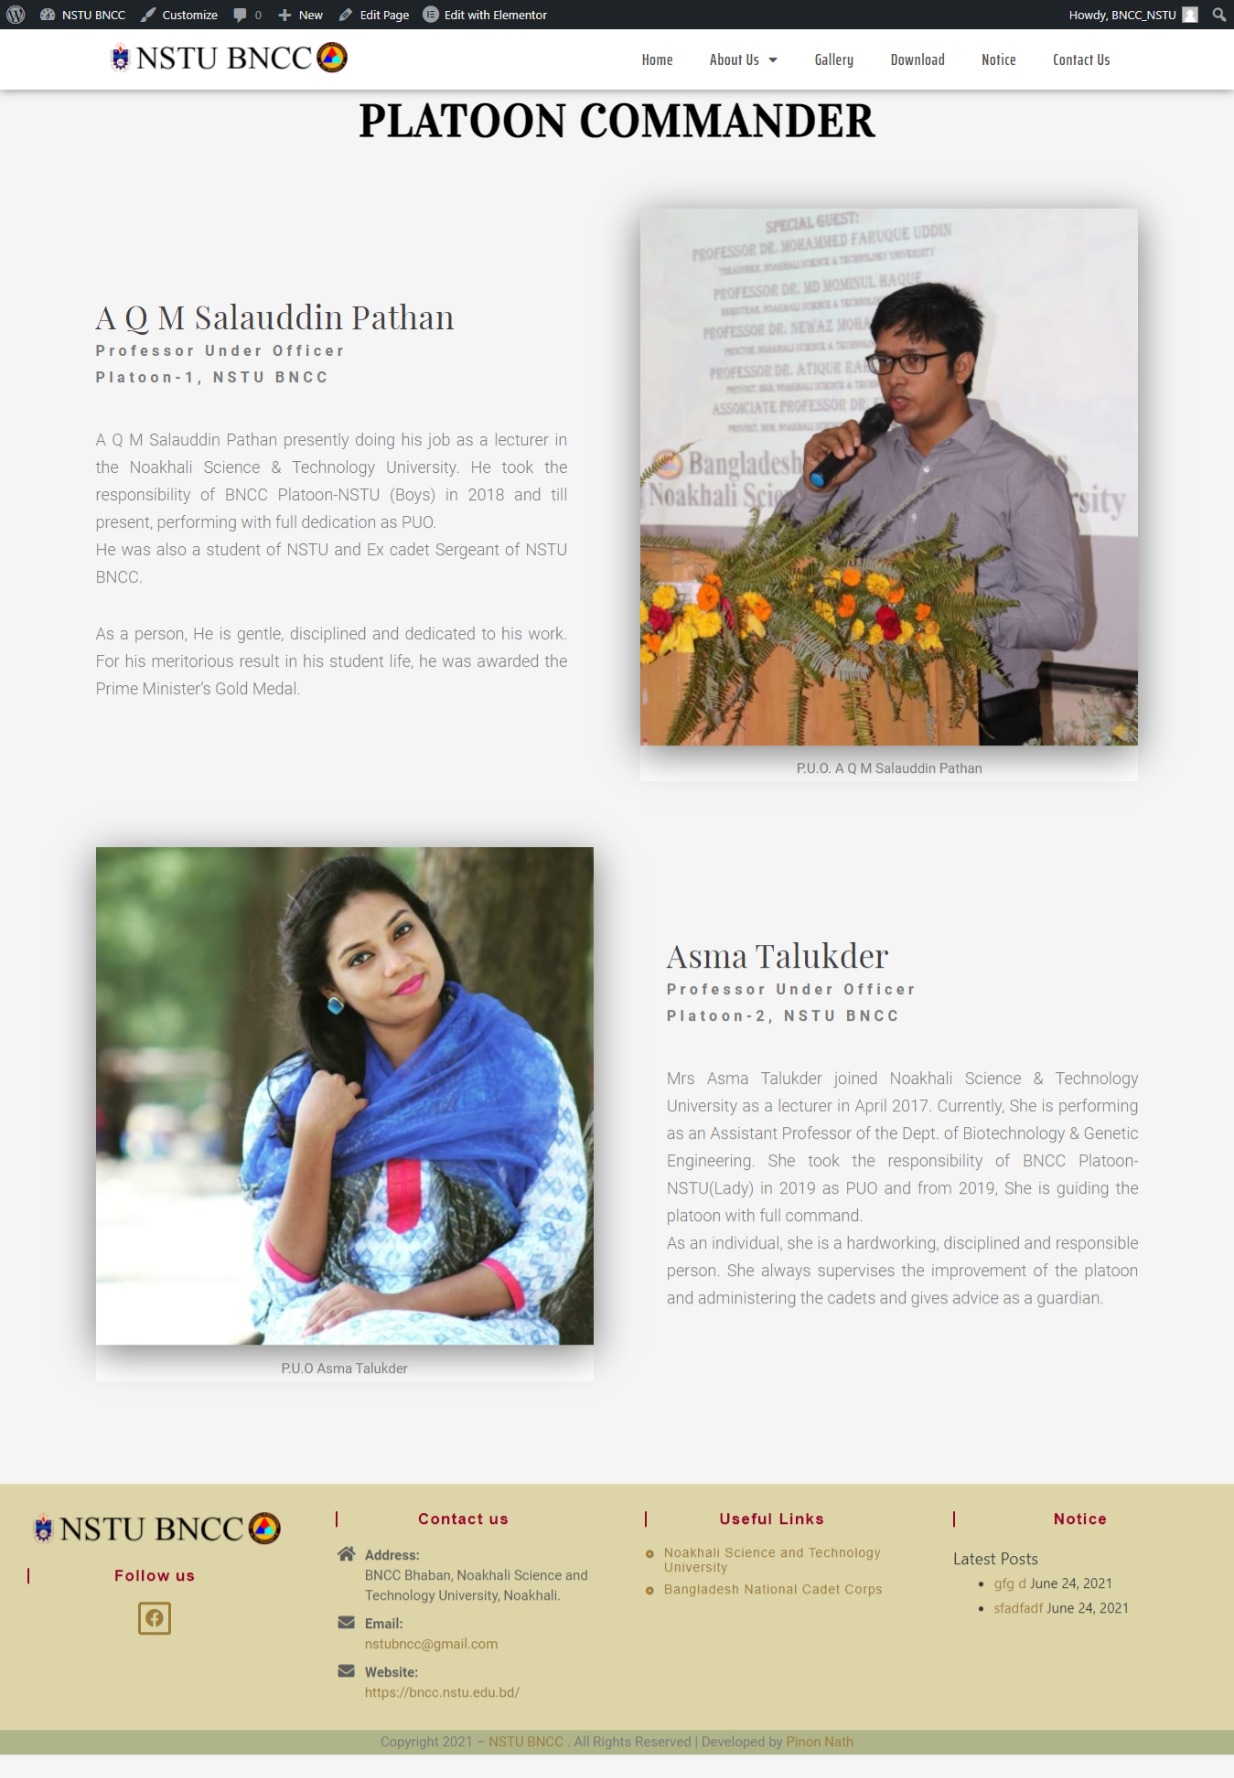 NSTU BNCC Customize 0 New Edit Page Edit with Elementor Howdy, BNCC_NSTU
NSTU BNCC Home About Us Gallery Download Notice Contact Us
PLATOON COMMANDER
SPECIAL GUEST:
PROFESSOR DR. MOHAMMED FARUQUE UDDIN
TREASURER, NOAKHALI SCIENCE & TECHNOLOGY UNIVERSITY
PROFESSOR DR. MD MOMINUL HAQUE
PROFESSOR DR. NEWAZ MOHA
PROFESSOR DR. ATIQUR RA
ASSOICIATE PROFESSOR DR.
Bangladesh
Noakhali Scie
sity
P.U.O. A Q M Salauddin Pathan
A Q M Salauddin Pathan
Professor Under Officer
Platoon-1, NSTU BNCC
A Q M Salauddin Pathan presently doing his job as a lecturer in
the Noakhali Science & Technology University. He took the
responsibility of BNCC Platoon-NSTU (Boys) in 2018 and till
present, performing with full dedication as PUO.
He was also a student of NSTU and Ex cadet Sergeant of NSTU
BNCC.
As a person, He is gentle, disciplined and dedicated to his work.
For his meritorious result in his student life, he was awarded the
Prime Minister's Gold Medal.
P.U.O Asma Talukder
Asma Talukder
Professor Under Officer
Platoon-2, NSTU BNCC
Mrs Asma Talukder joined Noakhali Science & Technology
University as a lecturer in April 2017. Currently, She is performing
as an Assistant Professor of the Dept. of Biotechnology & Genetic
Engineering. She took the responsibility of BNCC Platoon-
NSTU(Lady) in 2019 as PUO and from 2019, She is guiding the
platoon with full command.
As an individual, she is a hardworking, disciplined and responsible
person. She always supervises the improvement of the platoon
and administering the cadets and gives advice as a guardian.
NSTU BNCC
Follow us
Contact us
Address:
BNCC Bhaban, Noakhali Science and
Technology University, Noakhali.
Email:
nstubncc@gmail.com
Website:
https://bncc.nstu.edu.bd/
Useful Links
Noakhali Science and Technology
University
Bangladesh National Cadet Corps
Notice
Latest Posts
gfg d June 24, 2021
sfadfadf June 24, 2021
Copyright 2021 – NSTU BNCC . All Rights Reserved | Developed by Pinon Nath